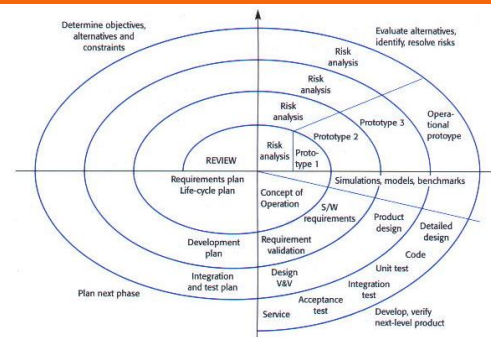 Determine objectives,
alternatives and
constraints
Evaluate alternatives,
identify, resolve risks
Risk
analysis
Risk
analysis
Risk
analysis
Risk
analysis
Proto-
type 1
Prototype 2
Prototype 3
Opera-
tional
protoype
REVIEW
Requirements plan
Life-cycle plan
Simulations, models, benchmarks
Concept of
Operation
S/W
requirements
Product
design
Detailed
design
Development
plan
Requirement
validation
Code
Unit test
Integration
and test plan
Design
V&V
Integration
test
Plan next phase
Acceptance
test
Service
Develop, verify
next-level product